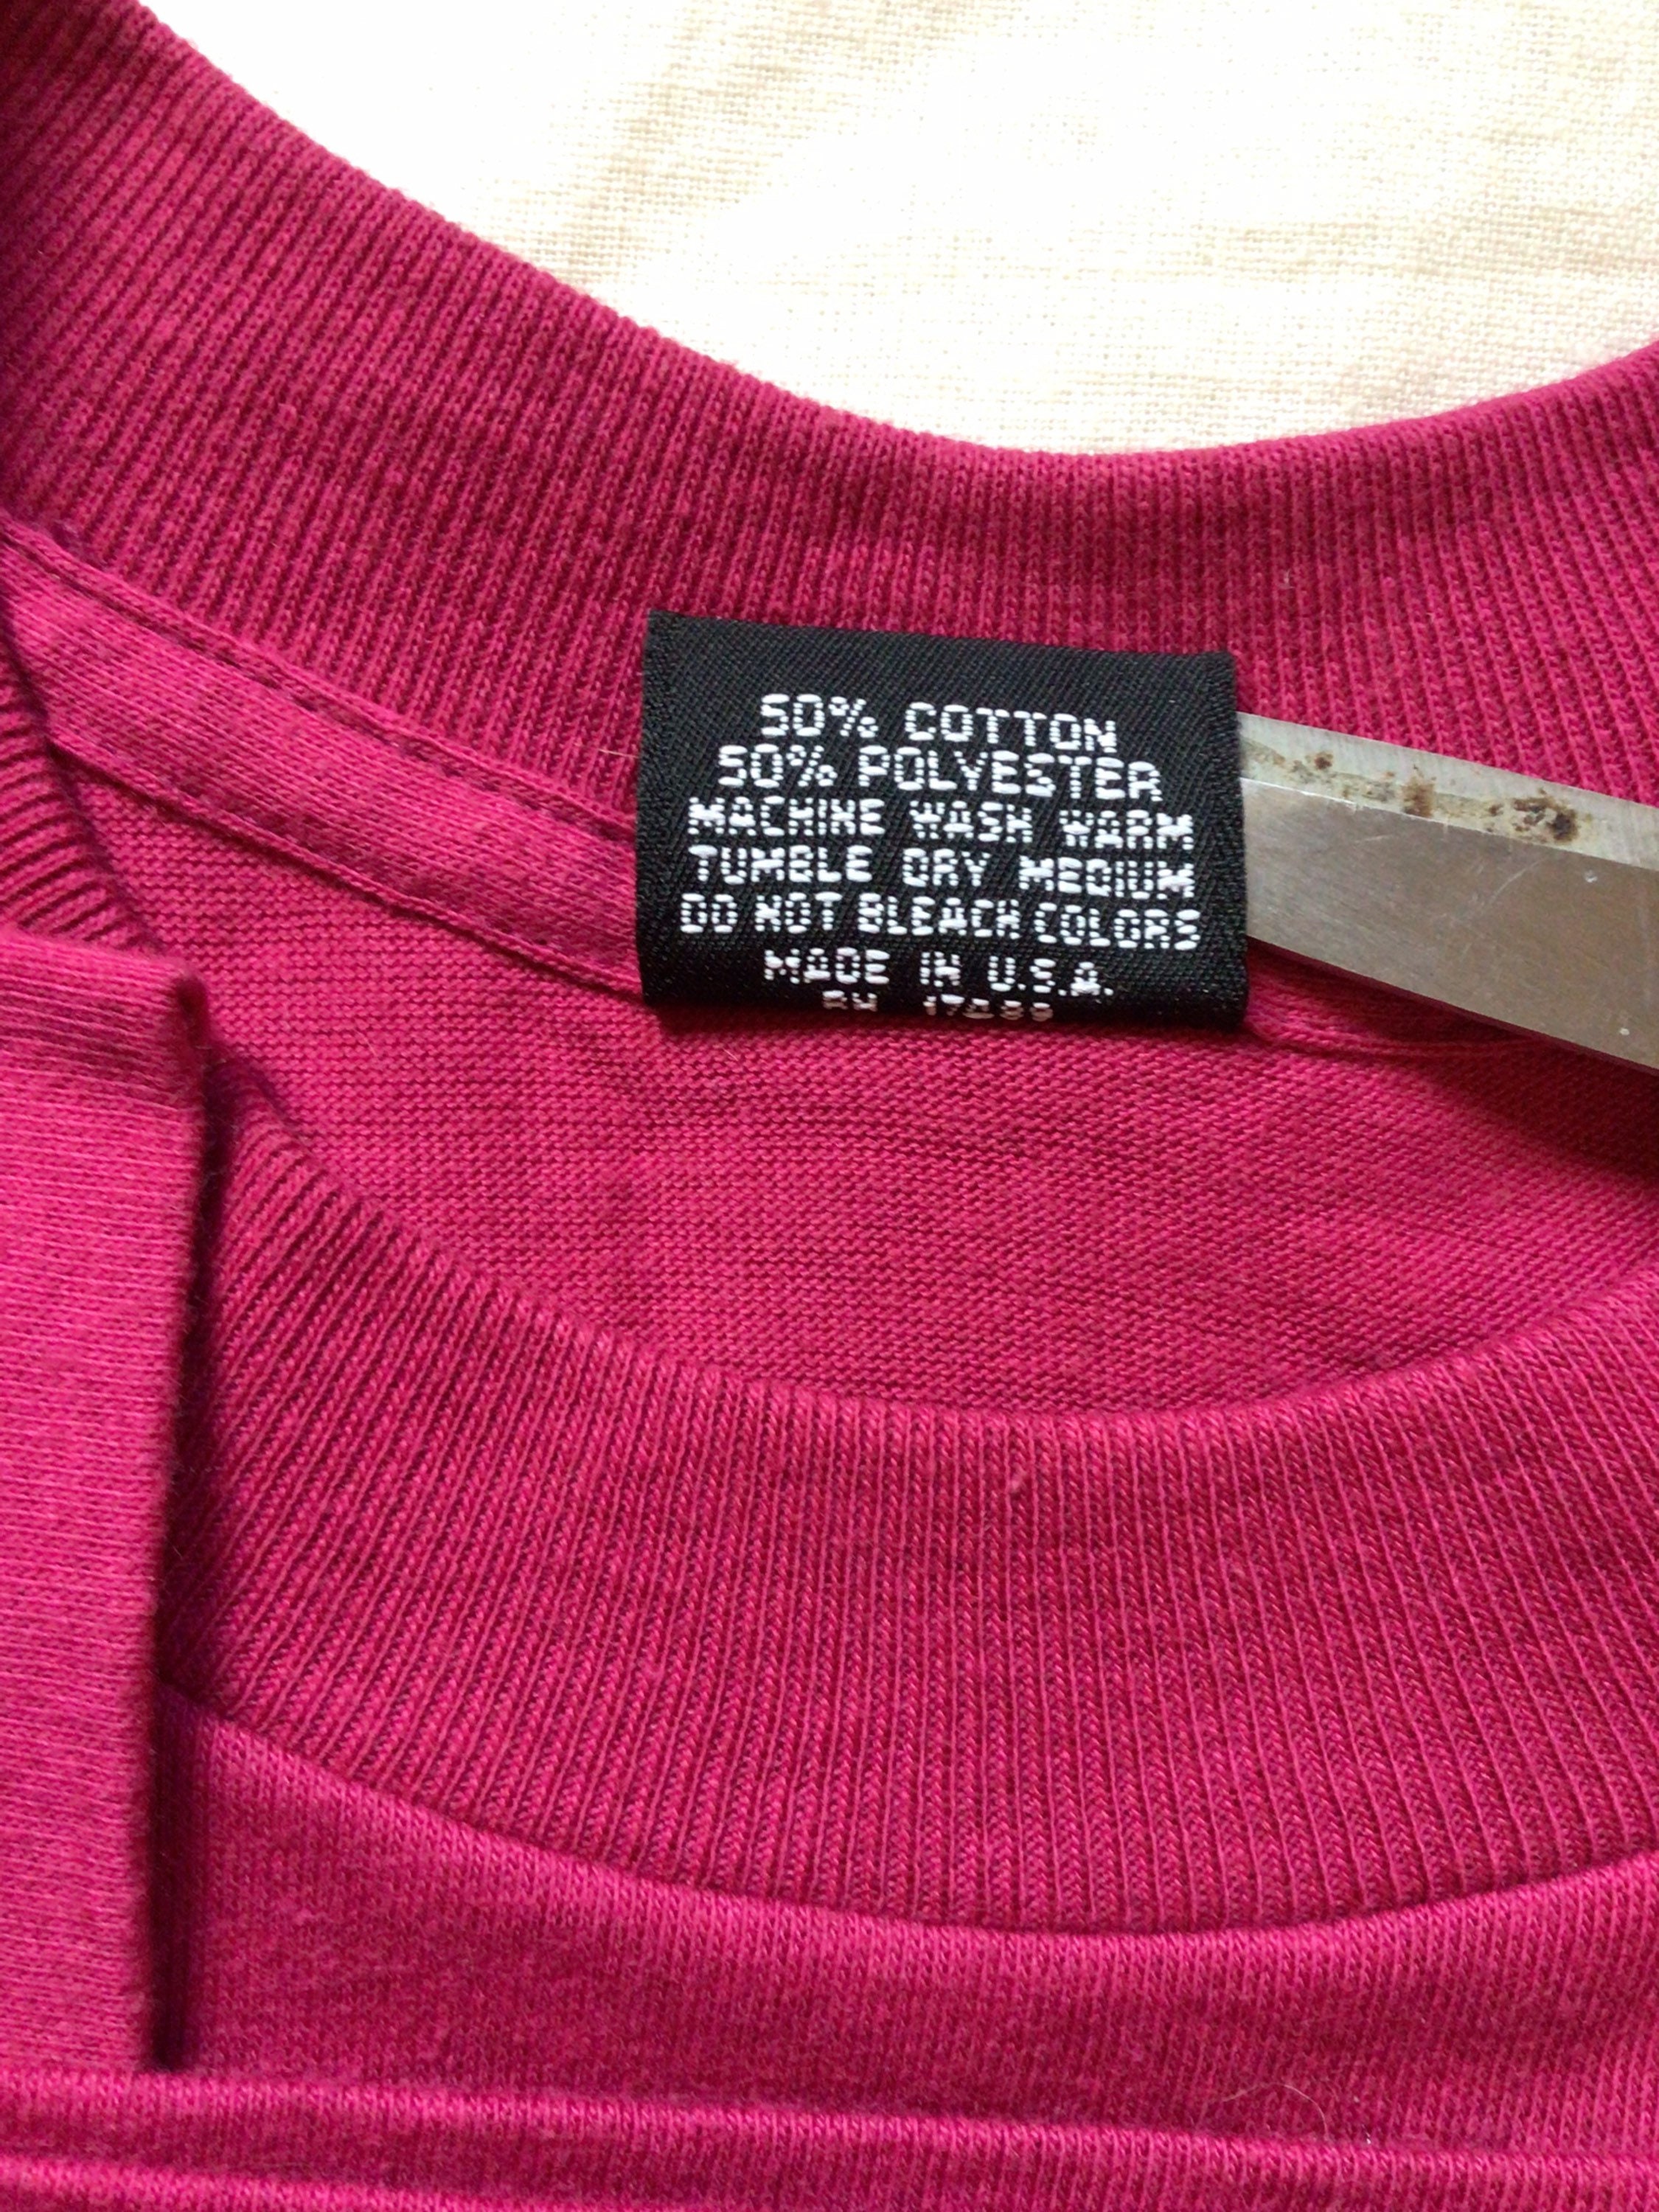 50% COTTON
50% POLYESTER
MACHINE WASH WARM
TUMBLE DRY MEDIUM
DO NOT BLEACH COLORS
MADE IN U.S.A.